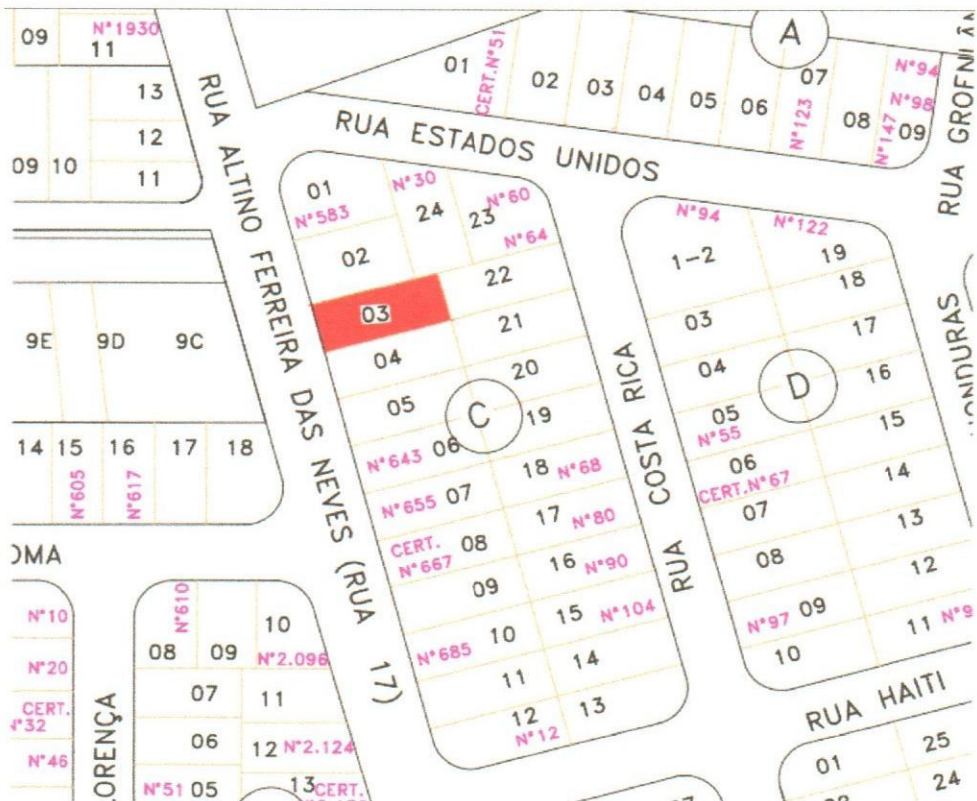 09
N°1930
11
13
12
09 10
11
9E
9D
9C
14 15 16 17 18
N°605
N°617
RUA ALTINO FERREIRA DAS NEVES (RUA 17)
RUA ESTADOS UNIDOS
A
01
CERT.N°51
02
03
04
05
06
07
N°123
08
N°147
N°94
N°98
09
RUA COSTA RICA
RUA HAITI
C
01
N°583
N°30
24
23
N°60
N°64
02
22
03
21
04
20
05
19
N°643 06
18 N°68
N°655 07
17 N°80
CERT.
N°667
08
16 N°90
09
15 N°104
N°685 10
14
11
13
12
N°12
D
N°94
N°122
1-2
19
18
03
17
04
16
05
N°55
15
06
CERT.N°67
14
07
13
08
12
N°97 09
11
10
01
25
24
N°10
N°20
CERT.
N°32
N°46
N°610
08
09
10
N°2.096
07
11
06
12 N°2.124
N°51 05
13
CERT.